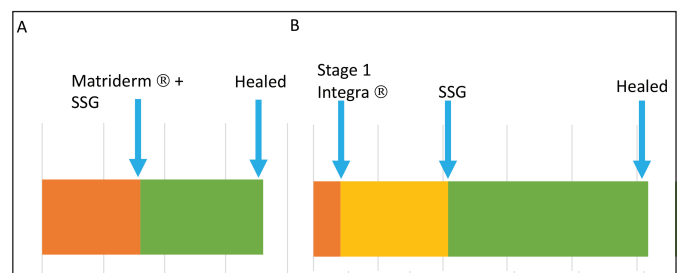 A
B
Matriderm ® +
SSG
Healed
Stage 1
Integra ®
SSG
Healed